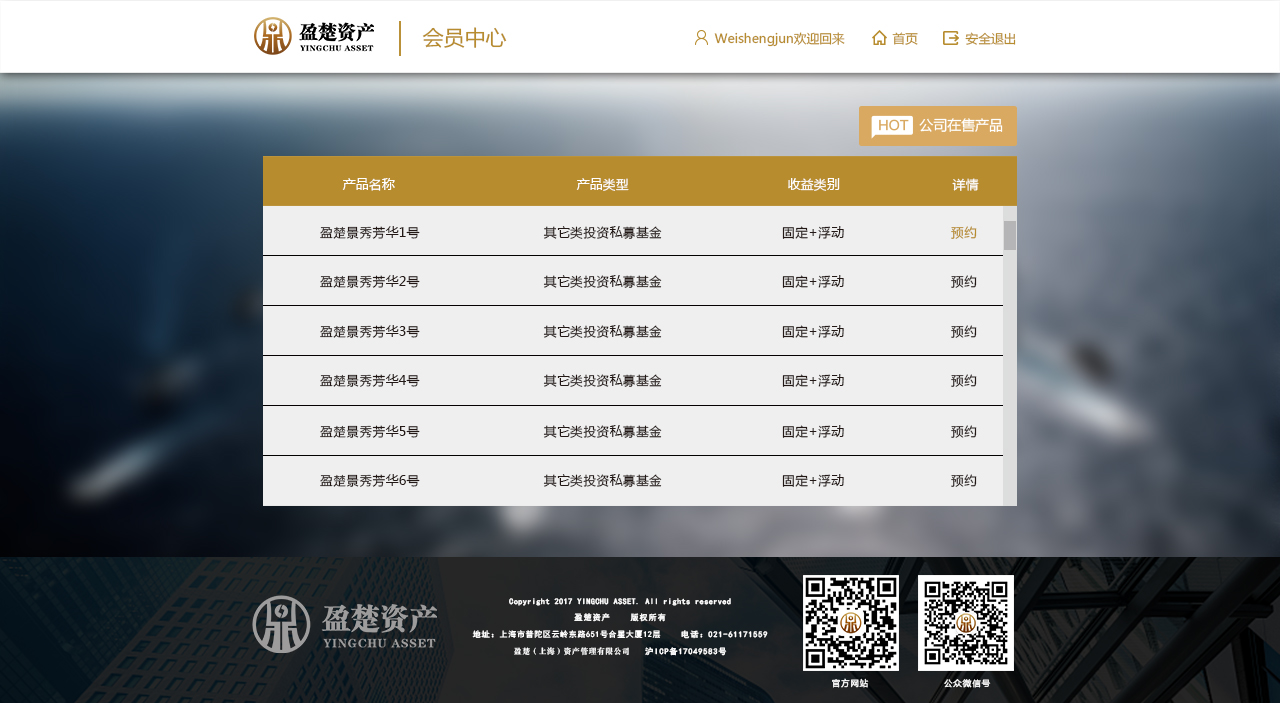 盈楚资产
YINGCHU ASSET
会员中心
Weishengjun欢迎回来 首页 安全退出
HOT 公司在售产品
产品名称 产品类型 收益类别 详情
盈楚景秀芳华1号 其它类投资私募基金 固定+浮动 预约
盈楚景秀芳华2号 其它类投资私募基金 固定+浮动 预约
盈楚景秀芳华3号 其它类投资私募基金 固定+浮动 预约
盈楚景秀芳华4号 其它类投资私募基金 固定+浮动 预约
盈楚景秀芳华5号 其它类投资私募基金 固定+浮动 预约
盈楚景秀芳华6号 其它类投资私募基金 固定+浮动 预约
盈楚资产
YINGCHU ASSET
Copyright 2017 YINGCHU ASSET. All rights reserved
盈楚资产 版权所有
地址：上海市普陀区云岭东路651号合星大厦12层 电话：021-61171559
盈楚（上海）资产管理有限公司 沪ICP备17049583号
官方网站 公众微信号